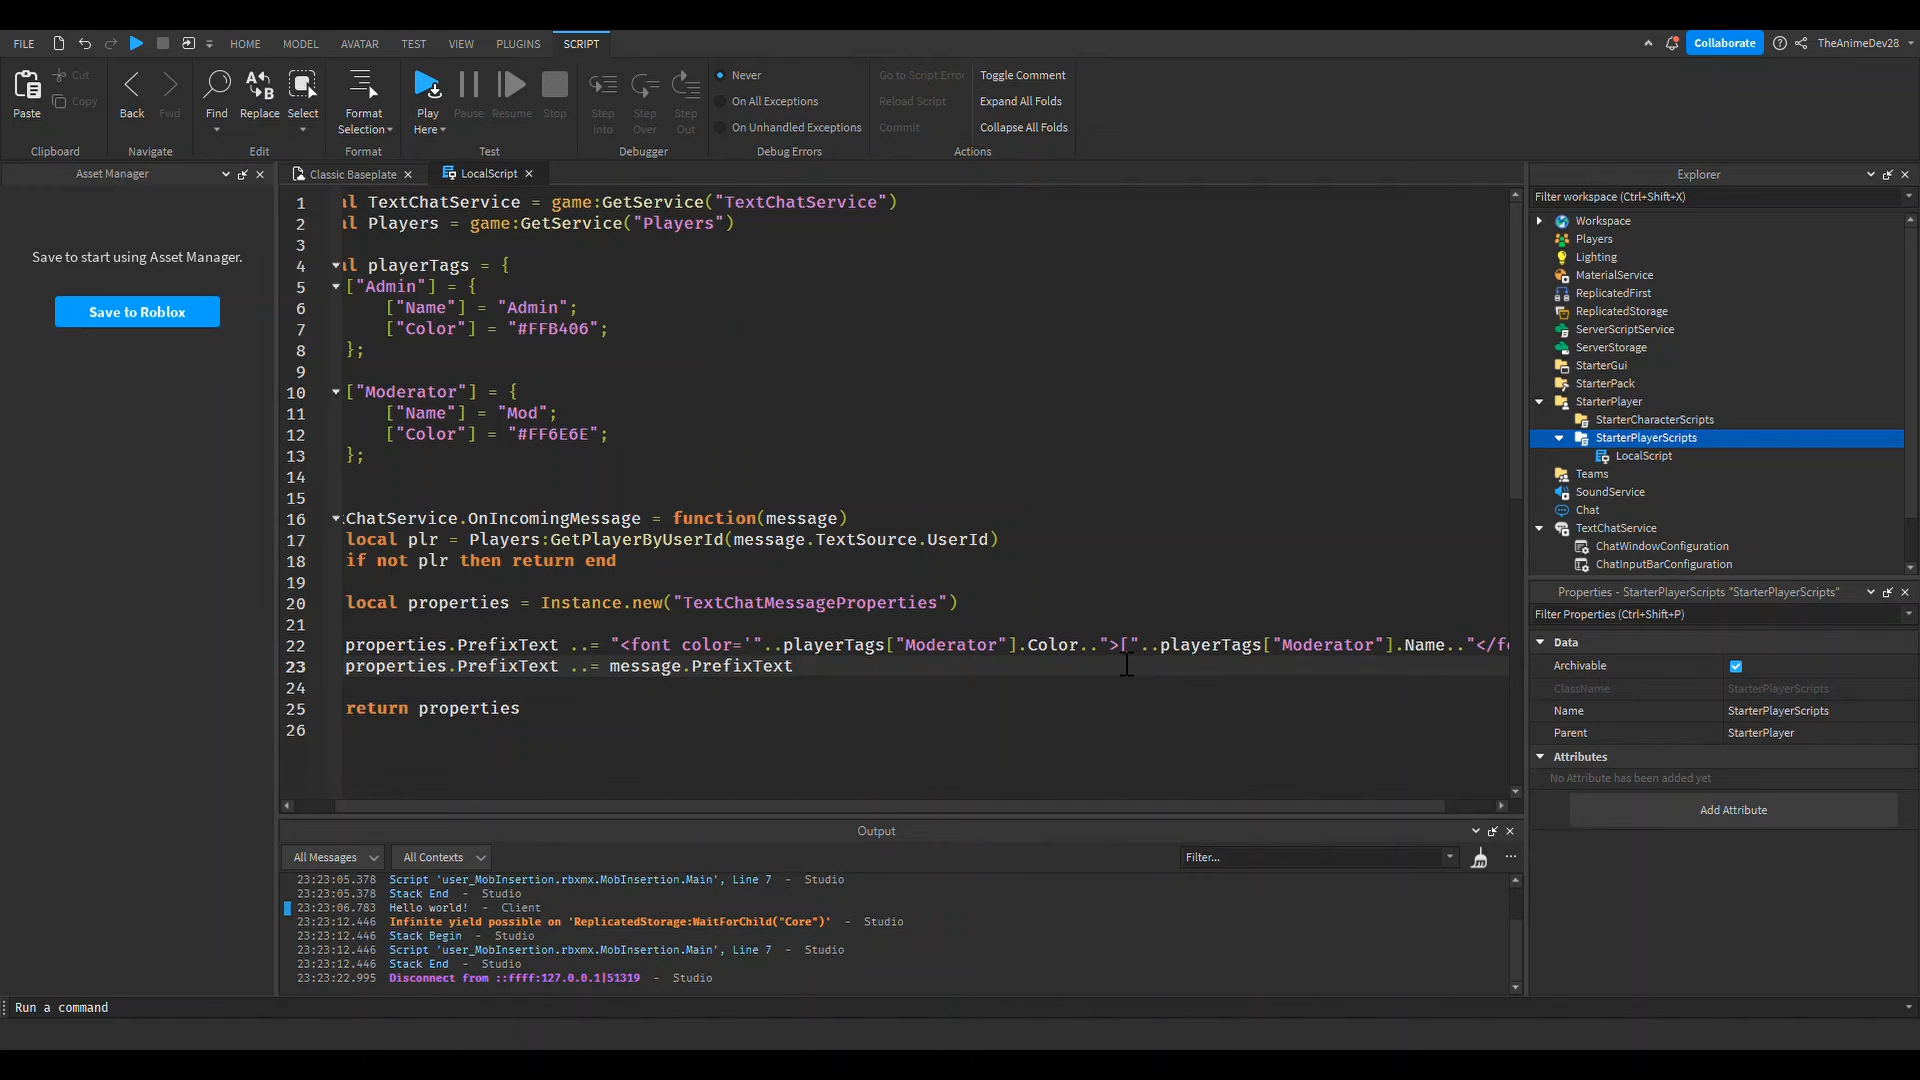 FILE HOME MODEL AVATAR TEST VIEW PLUGINS SCRIPT Collaborate TheAnimeDev28
Paste Cut Copy Clipboard
Back Fwd Navigate
Find Replace Select Edit
Format Selection Format
Play Here Pause Resume Stop Test
Step Into Step Over Step Out Debugger
Never
On All Exceptions
On Unhandled Exceptions
Debug Errors
Go to Script Error Toggle Comment
Reload Script Expand All Folds
Commit Collapse All Folds
Actions
Asset Manager
Save to start using Asset Manager.
Save to Roblox
Classic Baseplate LocalScript
1 al TextChatService = game:GetService("TextChatService")
2 al Players = game:GetService("Players")
3
4 al playerTags = {
5 ["Admin"] = {
6 ["Name"] = "Admin";
7 ["Color"] = "#FFB406";
8 };
9
10 ["Moderator"] = {
11 ["Name"] = "Mod";
12 ["Color"] = "#FF6E6E";
13 };
14
15
16 :ChatService.OnIncomingMessage = function(message)
17 local plr = Players:GetPlayerByUserId(message.TextSource.UserId)
18 if not plr then return end
19
20 local properties = Instance.new("TextChatMessageProperties")
21
22 properties.PrefixText ..= "<font color='"..playerTags["Moderator"].Color..">["..playerTags["Moderator"].Name.."</fo
23 properties.PrefixText ..= message.PrefixText
24
25 return properties
26
Output
All Messages All Contexts Filter... ...
23:23:05.378 Script 'user_MobInsertion.rbxmx.MobInsertion.Main', Line 7 - Studio
23:23:05.378 Stack End - Studio
23:23:06.783 Hello world! - Client
23:23:12.446 Infinite yield possible on 'ReplicatedStorage:WaitForChild("Core")' - Studio
23:23:12.446 Stack Begin - Studio
23:23:12.446 Script 'user_MobInsertion.rbxmx.MobInsertion.Main', Line 7 - Studio
23:23:12.446 Stack End - Studio
23:23:22.995 Disconnect from ::ffff:127.0.0.1|51319 - Studio
Run a command
Explorer
Filter workspace (Ctrl+Shift+X)
Workspace
Players
Lighting
MaterialService
ReplicatedFirst
ReplicatedStorage
ServerScriptService
ServerStorage
StarterGui
StarterPack
StarterPlayer
StarterCharacterScripts
StarterPlayerScripts
LocalScript
Teams
SoundService
Chat
TextChatService
ChatWindowConfiguration
ChatInputBarConfiguration
Properties - StarterPlayerScripts "StarterPlayerScripts"
Filter Properties (Ctrl+Shift+P)
Data
Archivable
ClassName StarterPlayerScripts
Name StarterPlayerScripts
Parent StarterPlayer
Attributes
No Attribute has been added yet
Add Attribute